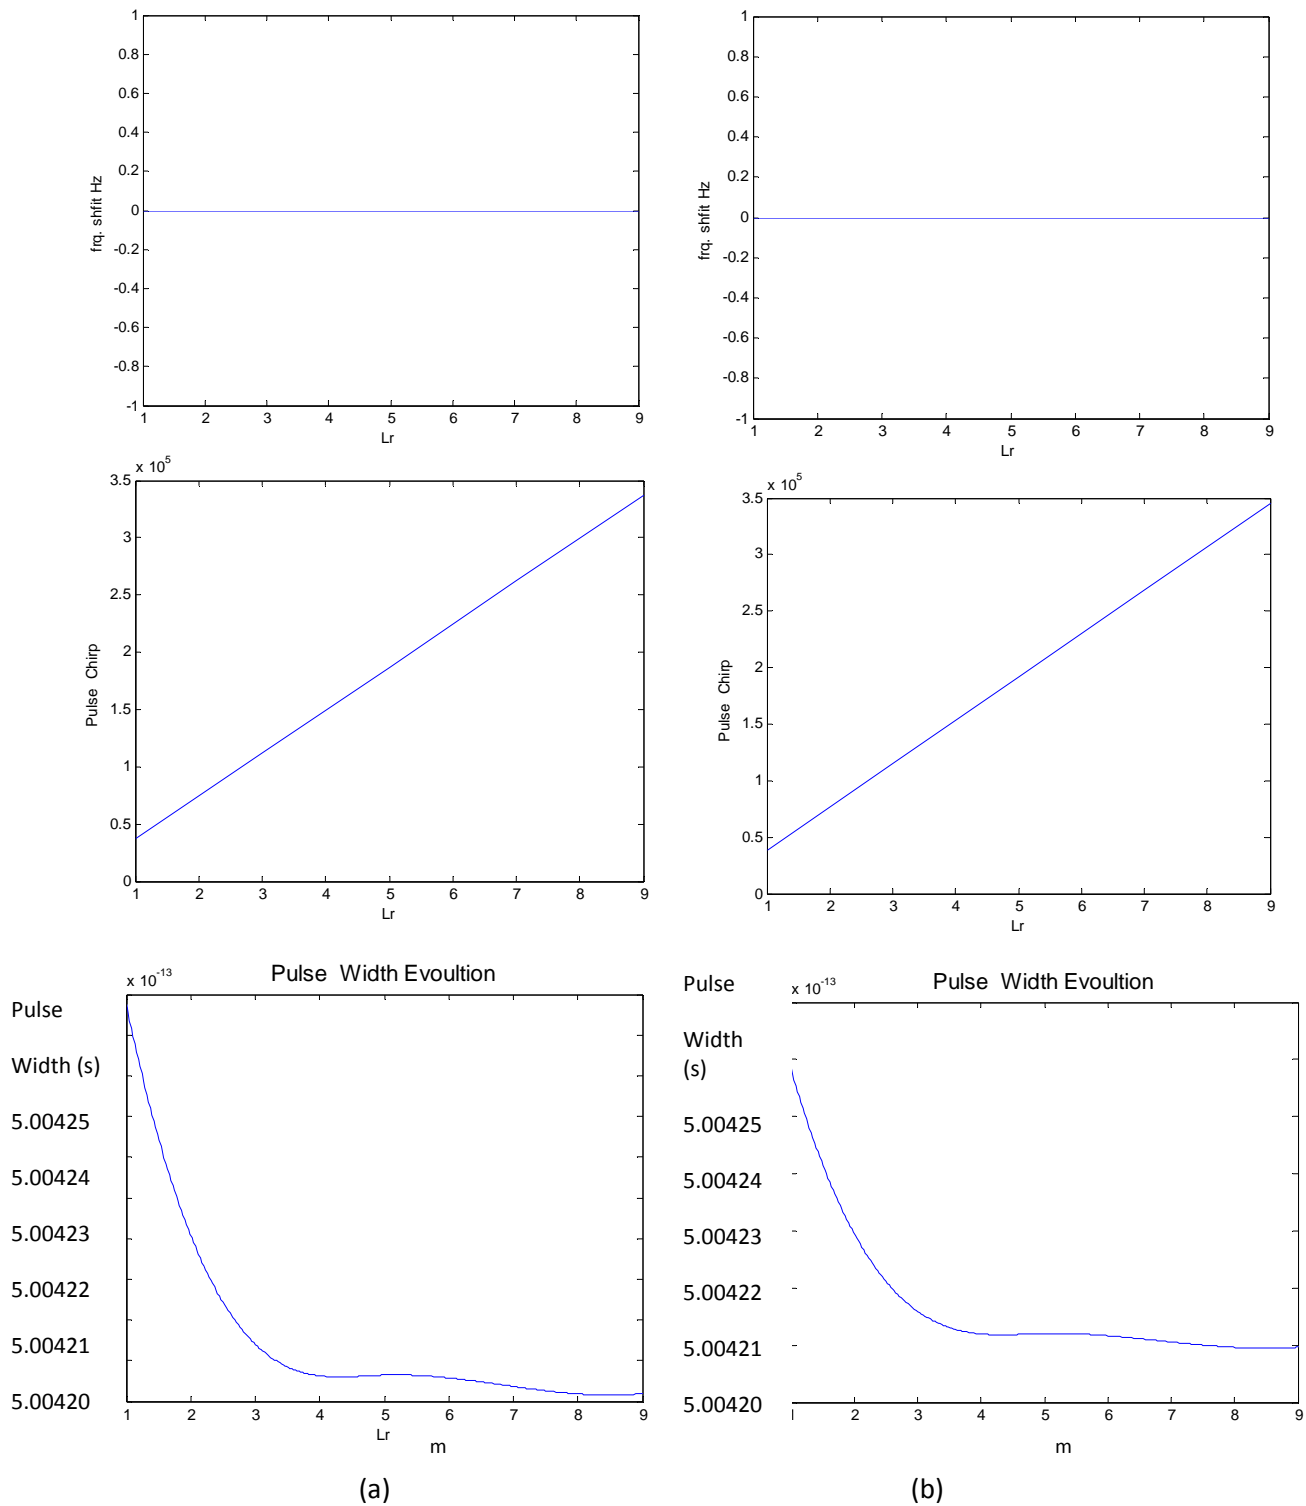 1
0.8
0.6
0.4
0.2
0
-0.2
-0.4
-0.6
-0.8
-1
frq. shfit Hz
1 2 3 4 5 6 7 8 9
Lr
1
0.8
0.6
0.4
0.2
0
-0.2
-0.4
-0.6
-0.8
-1
frq. shfit Hz
1 2 3 4 5 6 7 8 9
Lr
x 10^5
3.5
3
2.5
2
1.5
1
0.5
0
Pulse Chirp
1 2 3 4 5 6 7 8 9
Lr
x 10^5
3.5
3
2.5
2
1.5
1
0.5
0
Pulse Chirp
1 2 3 4 5 6 7 8 9
Lr
x 10^-13
Pulse Width Evoultion
Pulse
Width (s)
5.00425
5.00424
5.00423
5.00422
5.00421
5.00420
1 2 3 4 5 6 7 8 9
Lr
m
(a)
x 10^-13
Pulse Width Evoultion
Pulse
Width
(s)
5.00425
5.00424
5.00423
5.00422
5.00421
5.00420
1 2 3 4 5 6 7 8 9
m
(b)